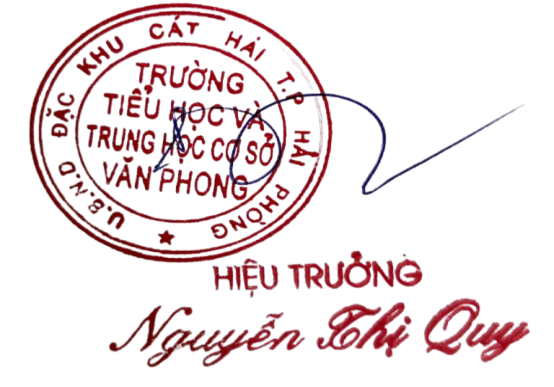 U.B.N.D ĐẶC KHU CÁT HẢI T.P HẢI PHÒNG
TRƯỜNG
TIỂU HỌC VÀ
TRUNG HỌC CƠ SỞ
VĂN PHONG
HIỆU TRƯỞNG
Nguyễn Thị Quy